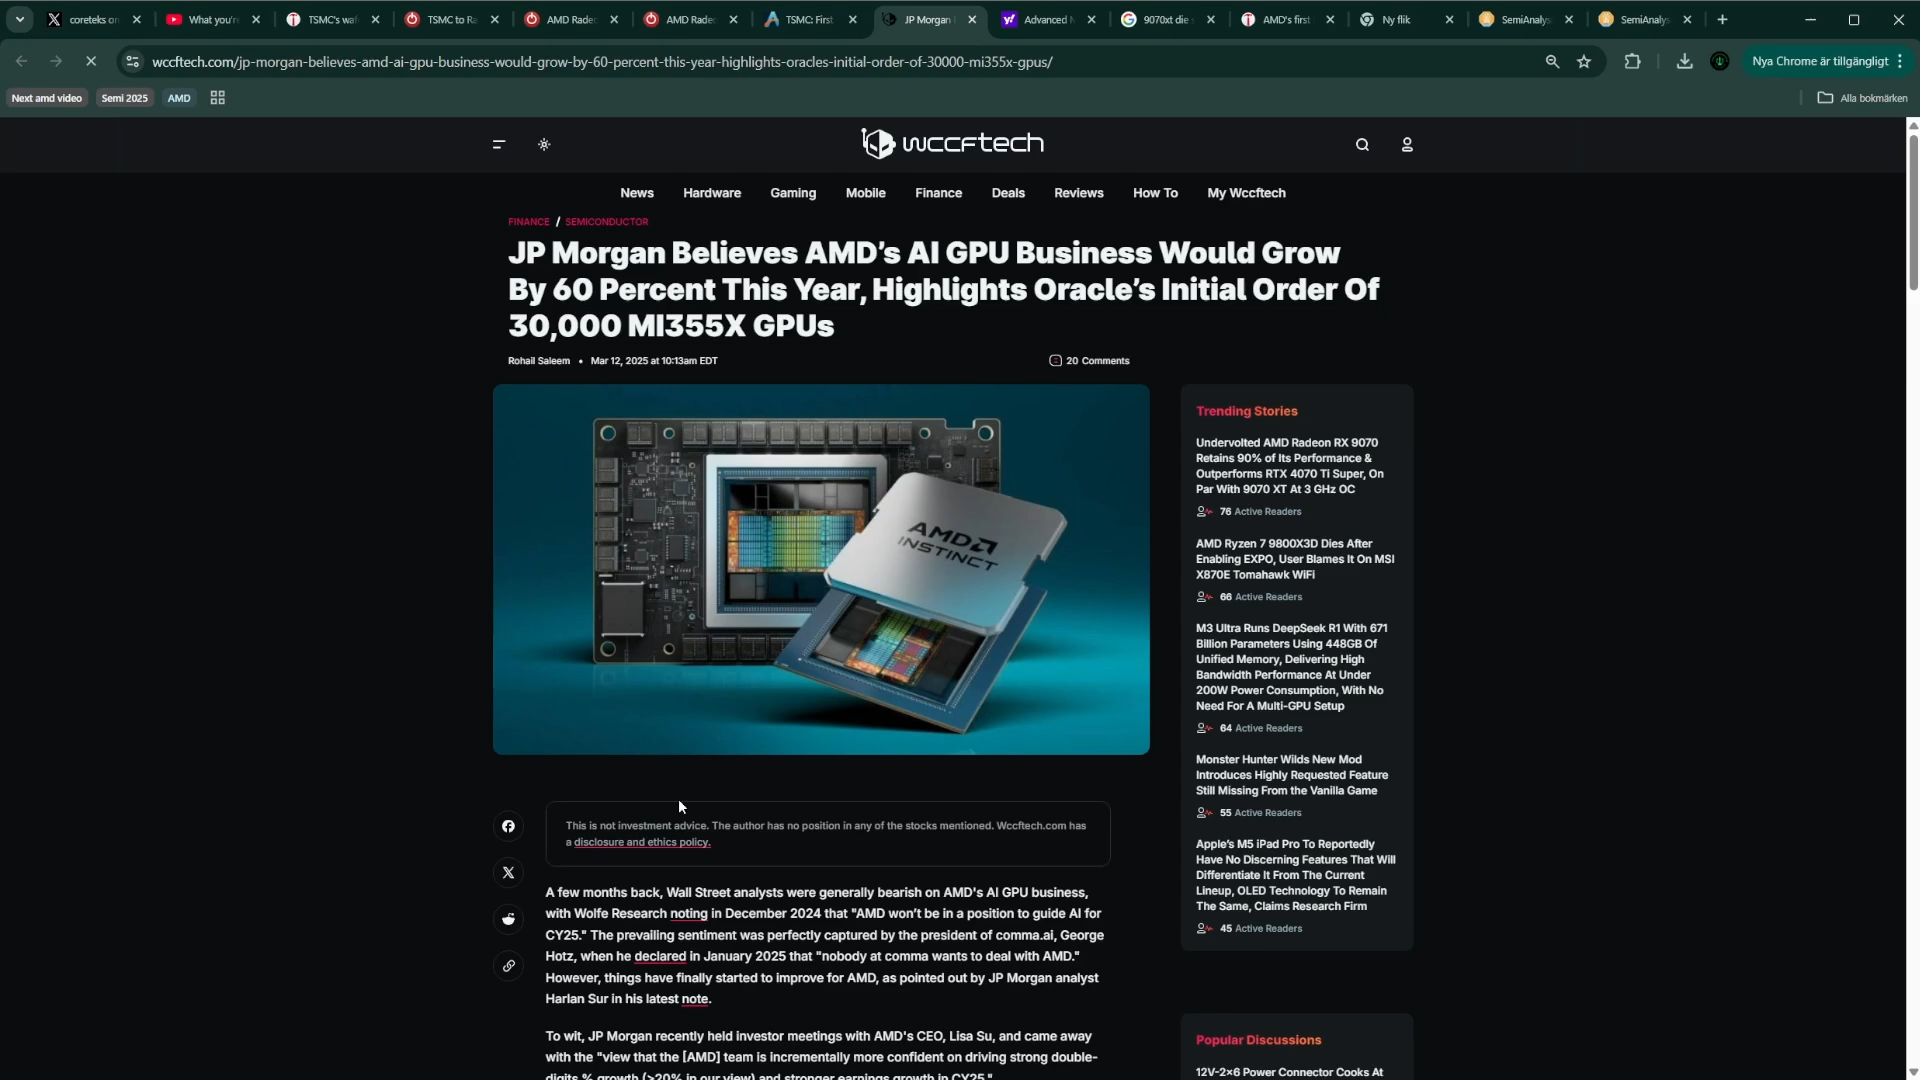 coreteks on
What you're
TSMC's waf
TSMC to Ra
AMD Rade
AMD Rade
TSMC: First
JP Morgan
Advanced
9070xt die s
AMD's first
Ny flik
SemiAnalys
SemiAnalys
wccftech.com/jp-morgan-believes-amd-ai-gpu-business-would-grow-by-60-percent-this-year-highlights-oracles-initial-order-of-30000-mi355x-gpus/
Nya Chrome är tillgängligt
Next amd video
Semi 2025
AMD
Alla bokmärken
wccftech
News
Hardware
Gaming
Mobile
Finance
Deals
Reviews
How To
My Wccftech
FINANCE / SEMICONDUCTOR
JP Morgan Believes AMD's AI GPU Business Would Grow
By 60 Percent This Year, Highlights Oracle's Initial Order Of
30,000 MI355X GPUs
Rohail Saleem • Mar 12, 2025 at 10:13am EDT
20 Comments
AMD
INSTINCT
This is not investment advice. The author has no position in any of the stocks mentioned. Wccftech.com has
a disclosure and ethics policy.
A few months back, Wall Street analysts were generally bearish on AMD's AI GPU business,
with Wolfe Research noting in December 2024 that "AMD won't be in a position to guide AI for
CY25." The prevailing sentiment was perfectly captured by the president of comma.ai, George
Hotz, when he declared in January 2025 that "nobody at comma wants to deal with AMD."
However, things have finally started to improve for AMD, as pointed out by JP Morgan analyst
Harlan Sur in his latest note.
To wit, JP Morgan recently held investor meetings with AMD's CEO, Lisa Su, and came away
with the "view that the [AMD] team is incrementally more confident on driving strong double-
digits % growth (>20% in our view) and stronger earnings growth in CY25."
Trending Stories
Undervolted AMD Radeon RX 9070
Retains 90% of Its Performance &
Outperforms RTX 4070 Ti Super, On
Par With 9070 XT At 3 GHz OC
76 Active Readers
AMD Ryzen 7 9800X3D Dies After
Enabling EXPO, User Blames It On MSI
X870E Tomahawk WiFi
66 Active Readers
M3 Ultra Runs DeepSeek R1 With 671
Billion Parameters Using 448GB Of
Unified Memory, Delivering High
Bandwidth Performance At Under
200W Power Consumption, With No
Need For A Multi-GPU Setup
64 Active Readers
Monster Hunter Wilds New Mod
Introduces Highly Requested Feature
Still Missing From the Vanilla Game
55 Active Readers
Apple's M5 iPad Pro To Reportedly
Have No Discerning Features That Will
Differentiate It From The Current
Lineup, OLED Technology To Remain
The Same, Claims Research Firm
45 Active Readers
Popular Discussions
12V-2×6 Power Connector Cooks At